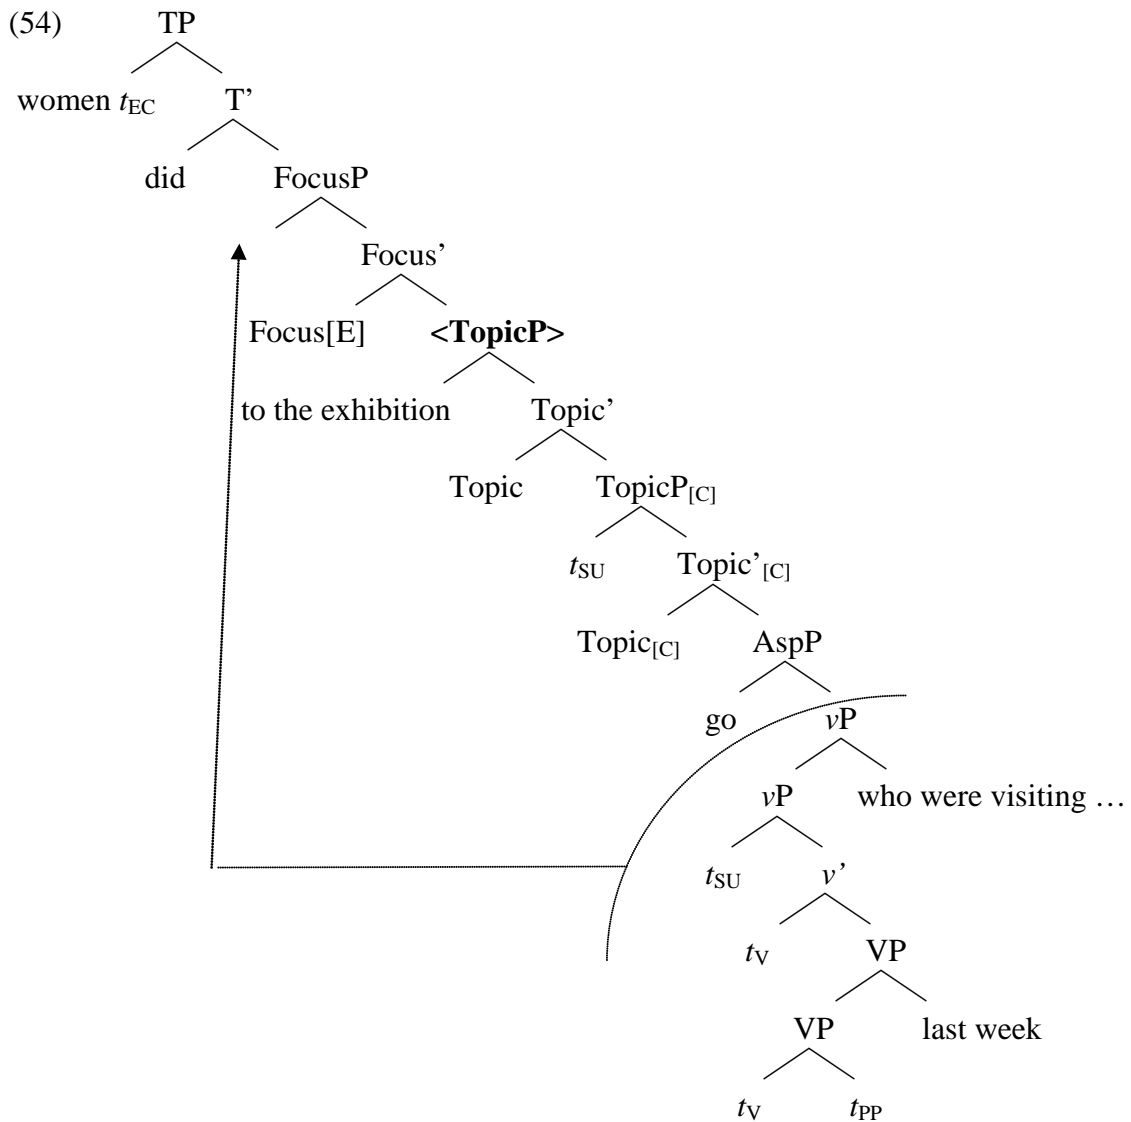 (54) TP
women tEC T’
did FocusP
Focus’
Focus[E] <TopicP>
to the exhibition Topic’
Topic TopicP[C]
tSU Topic’[C]
Topic[C] AspP
go vP
vP who were visiting …
tSU v’
tV VP
VP last week
tV tPP